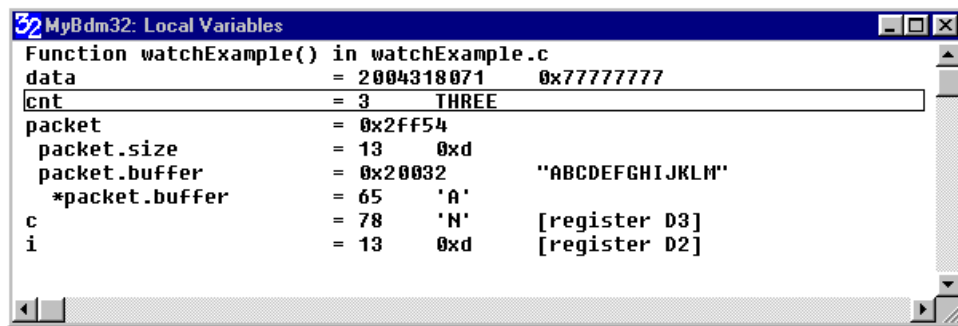 32 MyBdm32: Local Variables
Function watchExample() in watchExample.c
data = 2004318071 0x77777777
cnt = 3 THREE
packet = 0x2ff54
packet.size = 13 0xd
packet.buffer = 0x20032 "ABCDEFGHIJKLM"
*packet.buffer = 65 'A'
c = 78 'N' [register D3]
i = 13 0xd [register D2]